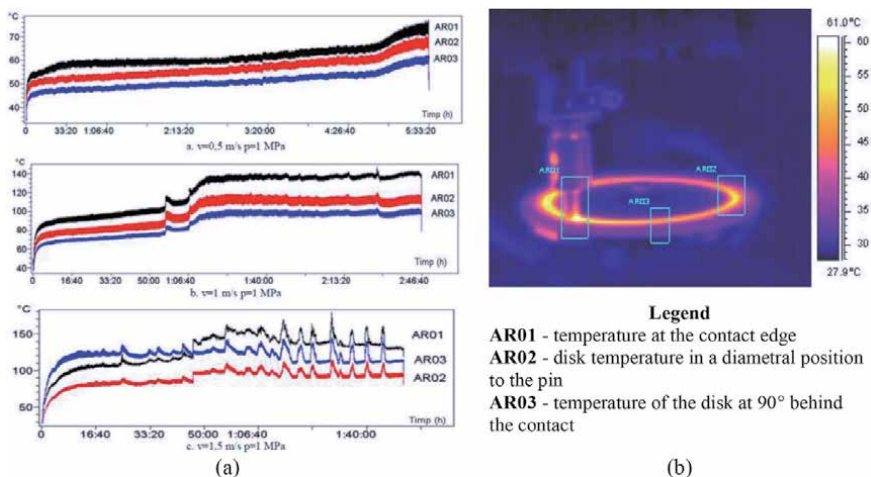 °C
AR01
70
AR02
60
AR03
50
40
Timp (h)
0 33:20 1:06:40 2:13:20 3:20:00 4:26:40 5:33:20
a. v=0,5 m/s p=1 MPa
°C
140
AR01
120
AR02
100
80
AR03
60
40
Timp (h)
0 16:40 33:20 50:00 1:06:40 1:40:00 2:13:20 2:46:40
b. v=1 m/s p=1 MPa
°C
150
AR01
AR03
100
AR02
50
Timp (h)
0 16:40 33:20 50:00 1:06:40 1:40:00
c. v=1,5 m/s p=1 MPa
(a)
61.0°C
60
55
50
45
40
35
30
27.9°C
AR01
AR02
AR03
Legend
AR01 - temperature at the contact edge
AR02 - disk temperature in a diametral position
to the pin
AR03 - temperature of the disk at 90° behind
the contact
(b)